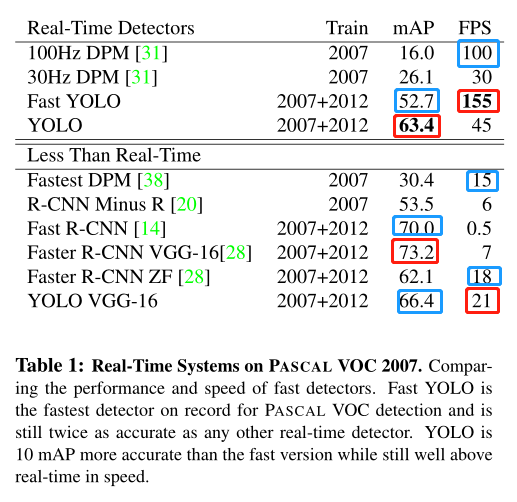 Real-Time Detectors Train mAP FPS
100Hz DPM [31] 2007 16.0 100
30Hz DPM [31] 2007 26.1 30
Fast YOLO 2007+2012 52.7 155
YOLO 2007+2012 63.4 45
Less Than Real-Time
Fastest DPM [38] 2007 30.4 15
R-CNN Minus R [20] 2007 53.5 6
Fast R-CNN [14] 2007+2012 70.0 0.5
Faster R-CNN VGG-16[28] 2007+2012 73.2 7
Faster R-CNN ZF [28] 2007+2012 62.1 18
YOLO VGG-16 2007+2012 66.4 21
Table 1: Real-Time Systems on PASCAL VOC 2007. Compar-
ing the performance and speed of fast detectors. Fast YOLO is
the fastest detector on record for PASCAL VOC detection and is
still twice as accurate as any other real-time detector. YOLO is
10 mAP more accurate than the fast version while still well above
real-time in speed.